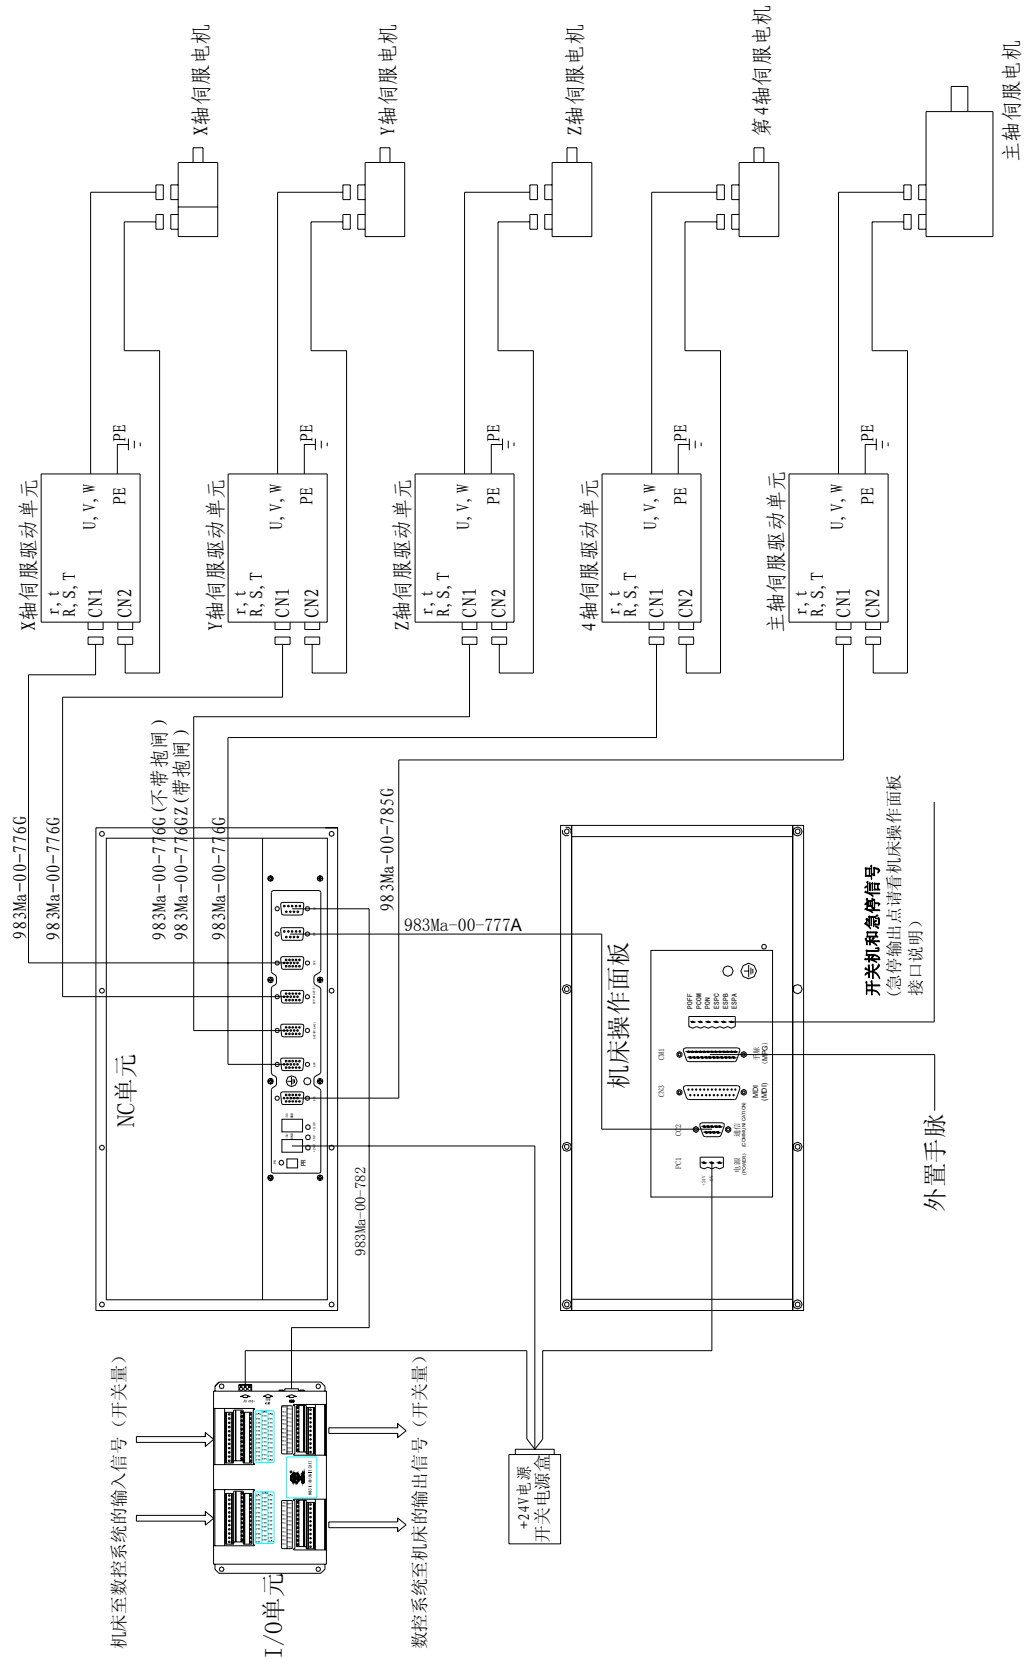 X轴伺服电机
Y轴伺服电机
Z轴伺服电机
第4轴伺服电机
主轴伺服电机
X轴伺服驱动单元
r,t
R,S,T
U,V,W
CN1
CN2
PE
PE
Y轴伺服驱动单元
r,t
R,S,T
U,V,W
CN1
CN2
PE
PE
Z轴伺服驱动单元
r,t
R,S,T
U,V,W
CN1
CN2
PE
PE
4轴伺服驱动单元
r,t
R,S,T
U,V,W
CN1
CN2
PE
PE
主轴伺服驱动单元
r,t
R,S,T
U,V,W
CN1
CN2
PE
PE
983Ma-00-776G
983Ma-00-776G
983Ma-00-776G(不带抱闸)
983Ma-00-776GZ(带抱闸)
983Ma-00-776G
983Ma-00-785G
983Ma-00-777A
983Ma-00-782
NC单元
PR
机床操作面板
POFF
PCOM
PON
ESPC
ESPB
ESPA
CM1
手脉
(MPG)
CN3
MDI
(MDI)
CC2
通信
(COMMUNICATION)
PC1
电源
(POWER)
+24V
开关机和急停信号
(急停输出点请看机床操作面板
接口说明)
外置手脉
机床至数控系统的输入信号（开关量）
数控系统至机床的输出信号（开关量）
I/O单元
+24V电源
开关电源盒